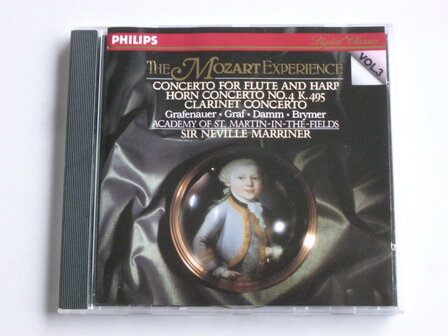 PHILIPS
Digital Classics
VOL.3
THE MOZART EXPERIENCE
CONCERTO FOR FLUTE AND HARP
HORN CONCERTO NO.4 K.495
CLARINET CONCERTO
Grafenauer • Graf • Damm • Brymer
ACADEMY OF ST. MARTIN-IN-THE-FIELDS
SIR NEVILLE MARRINER